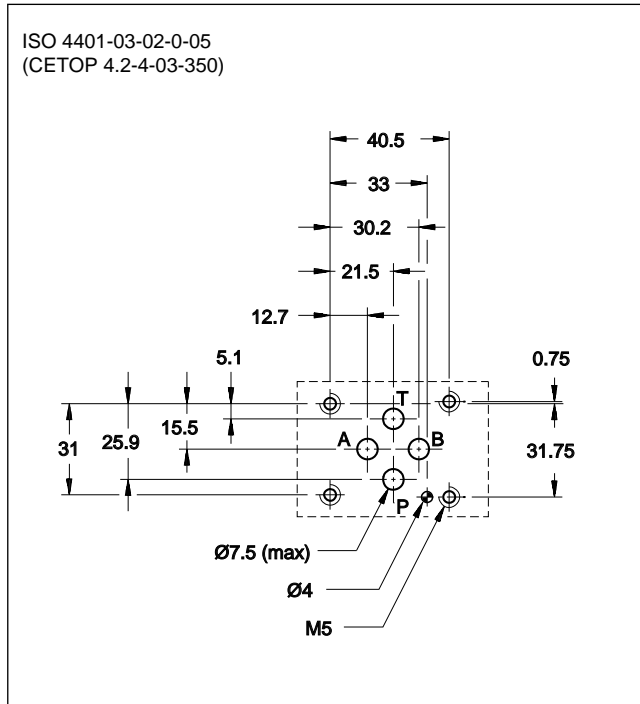 ISO 4401-03-02-0-05
(CETOP 4.2-4-03-350)
40.5
33
30.2
21.5
12.7
5.1
0.75
T
15.5
A
B
31
25.9
31.75
P
Ø7.5 (max)
Ø4
M5